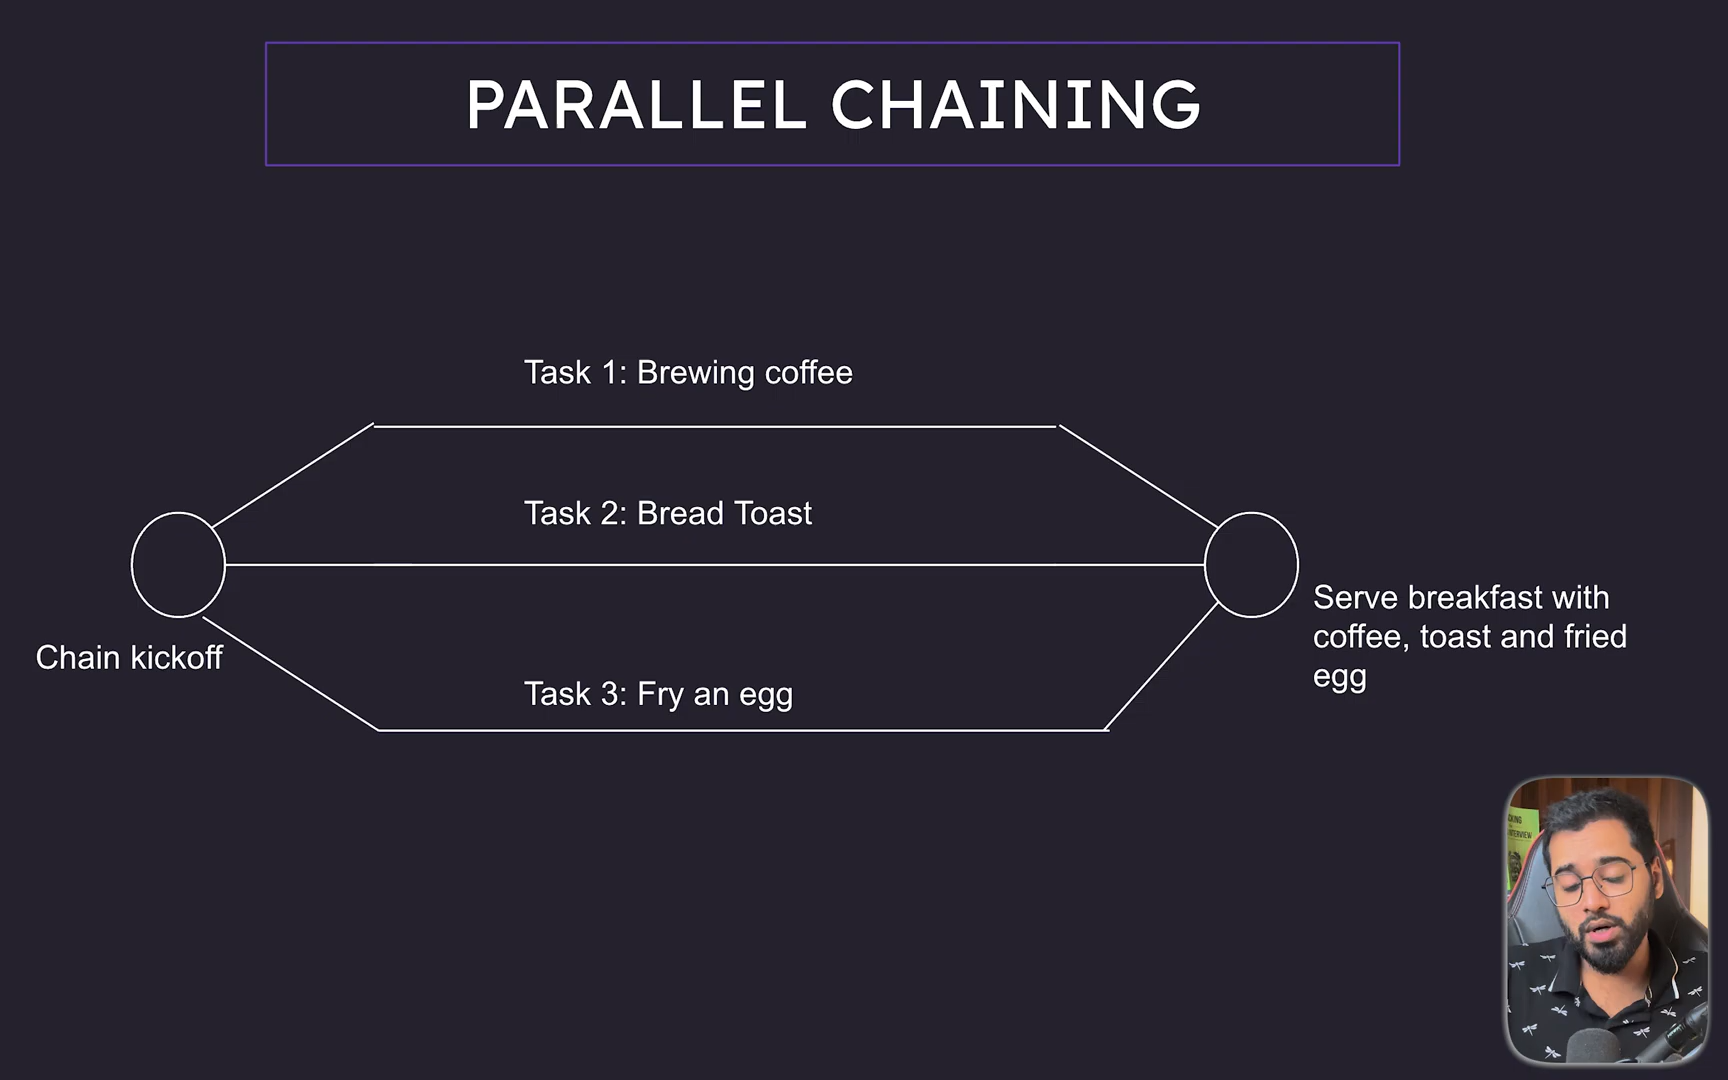 PARALLEL CHAINING
Task 1: Brewing coffee
Task 2: Bread Toast
Serve breakfast with
coffee, toast and fried
egg
Chain kickoff
Task 3: Fry an egg